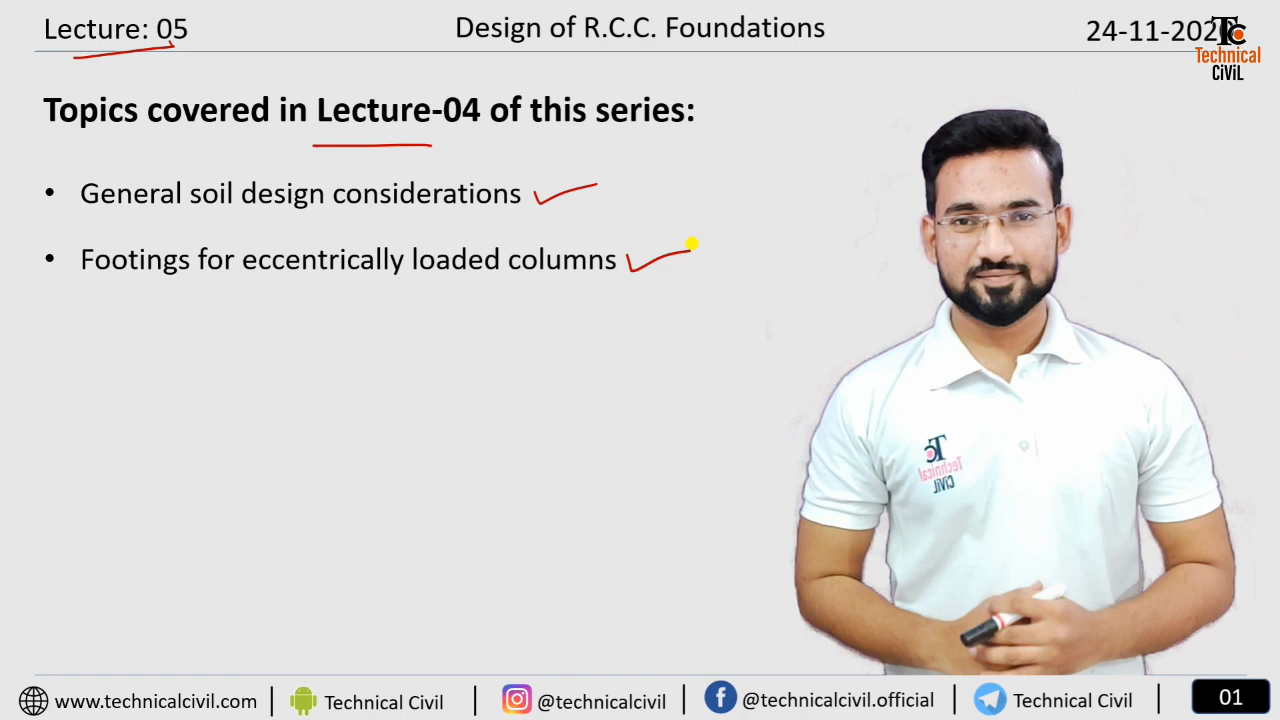 Lecture: 05
Design of R.C.C. Foundations
24-11-202
Tc
Technical
CiViL
Topics covered in Lecture-04 of this series:
• General soil design considerations
• Footings for eccentrically loaded columns
Tc
Technical
CiViL
www.technicalcivil.com
Technical Civil
@technicalcivil
@technicalcivil.official
Technical Civil
01